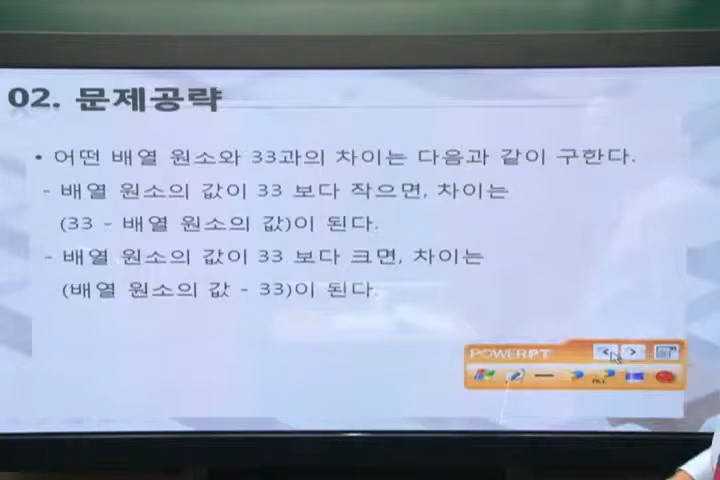 02. 문제공략
• 어떤 배열 원소와 33과의 차이는 다음과 같이 구한다.
- 배열 원소의 값이 33 보다 작으면, 차이는
(33 - 배열 원소의 값)이 된다.
- 배열 원소의 값이 33 보다 크면, 차이는
(배열 원소의 값 - 33)이 된다.
POWERPT